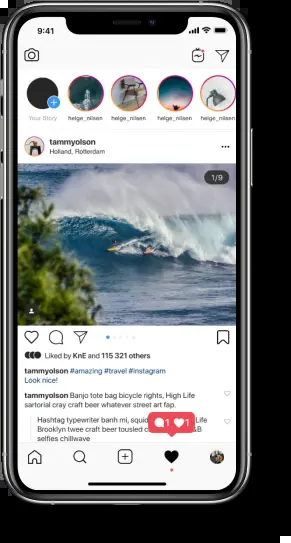 9:41
Your Story
helge_nilsen
helge_nilsen
helge_nilsen
helge_nilsen
tammyolson
Holland, Rotterdam
1/9
Liked by KnE and 115 321 others
tammyolson #amazing #travel #instagram
Look nice!
tammyolson Banjo tote bag bicycle rights, High Life
sartorial cray craft beer whatever street art fap.
Hashtag typewriter banh mi, squid Life
Brooklyn twee craft beer tousled c &B
selfies chillwave
1 1